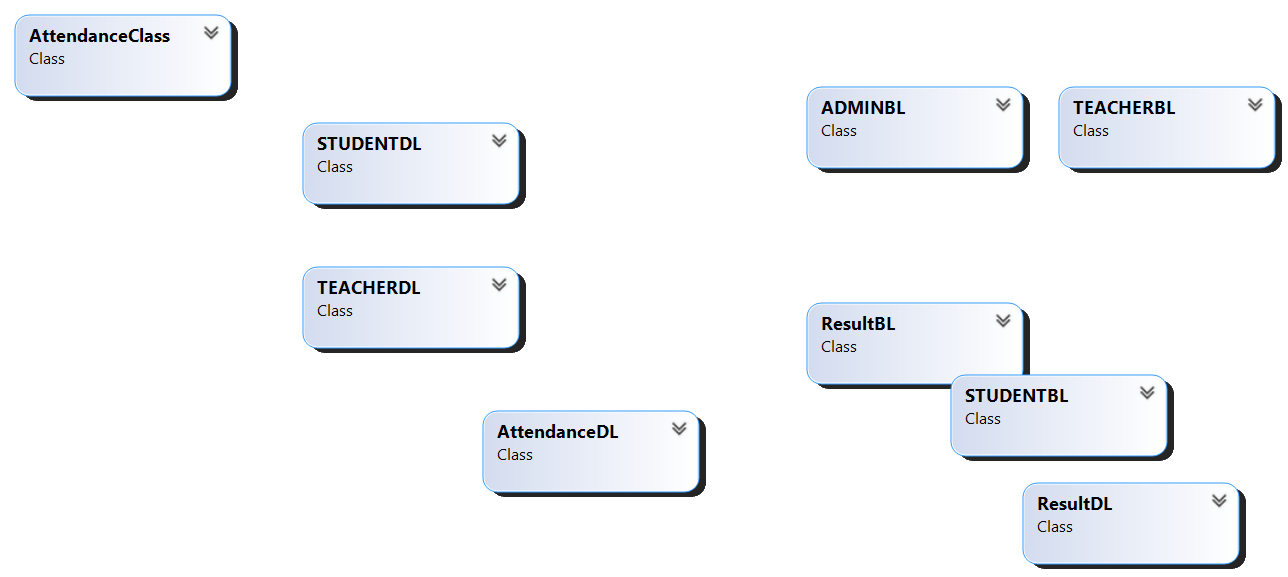 AttendanceClass
Class
ADMINBL
Class
TEACHERBL
Class
STUDENTDL
Class
TEACHERDL
Class
ResultBL
Class
STUDENTBL
Class
AttendanceDL
Class
ResultDL
Class